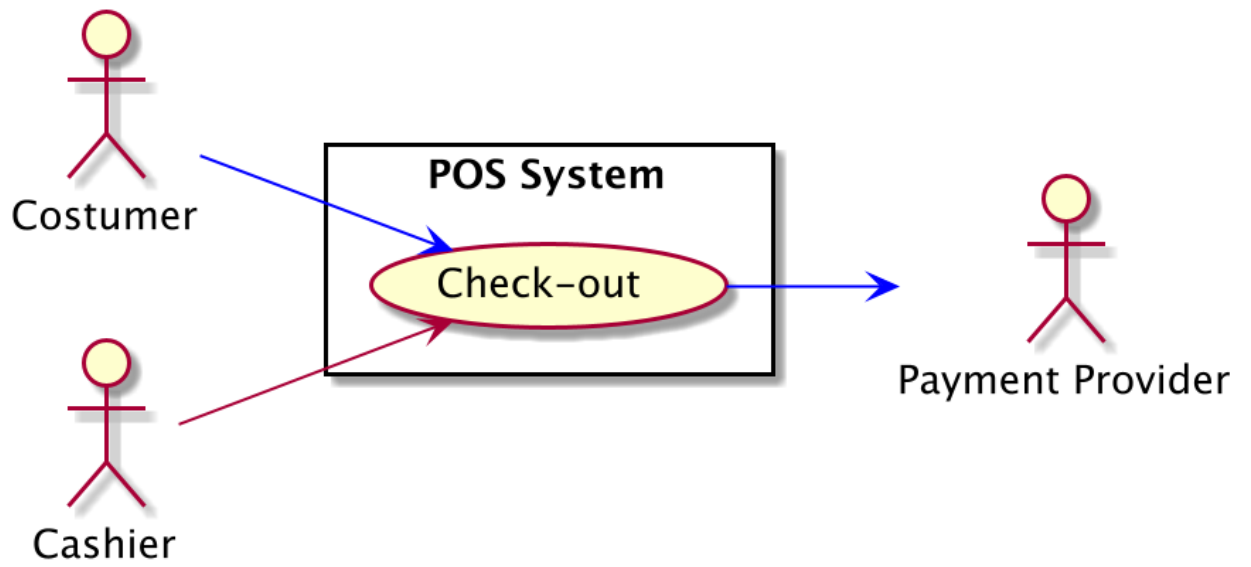 POS System
Costumer
Check-out
Payment Provider
Cashier